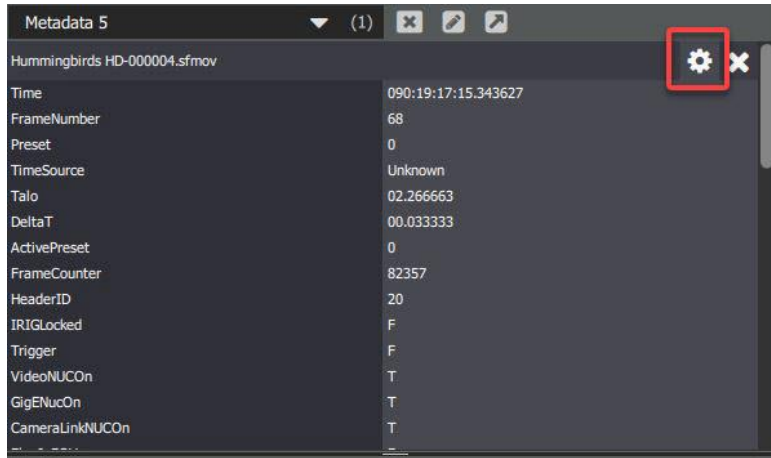 Metadata 5 (1)
Hummingbirds HD-000004.sfmov
Time 090:19:17:15.343627
FrameNumber 68
Preset 0
TimeSource Unknown
Talo 02.266663
DeltaT 00.033333
ActivePreset 0
FrameCounter 82357
HeaderID 20
IRIGLocked F
Trigger F
VideoNUCOn T
GigENucOn T
CameraLinkNUCOn T